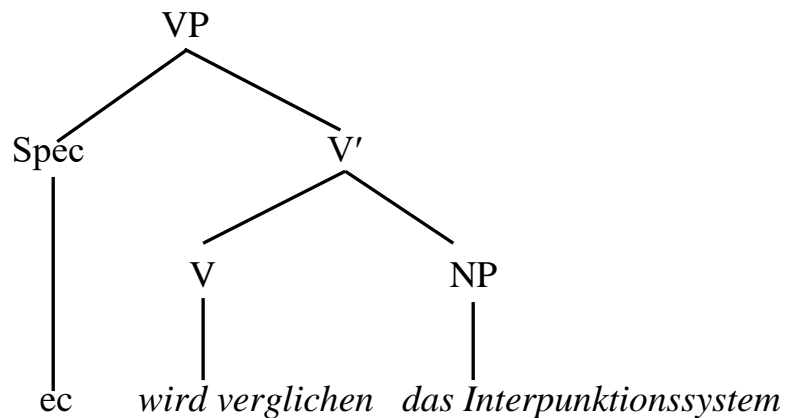 VP
Spec V′
V NP
ec wird verglichen das Interpunktionssystem